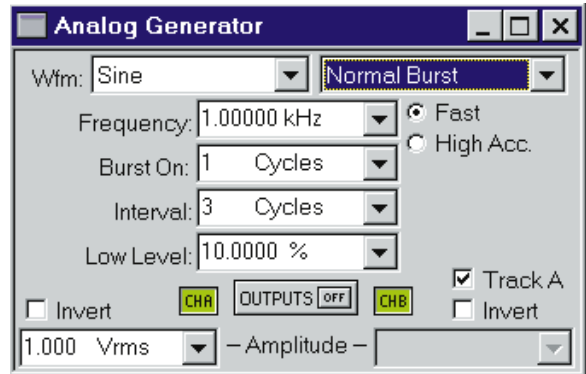 Analog Generator
Wfm: Sine Normal Burst
Frequency: 1.00000 kHz Fast
High Acc.
Burst On: 1 Cycles
Interval: 3 Cycles
Low Level: 10.0000 %
Track A
Invert CHA OUTPUTS OFF CHB Invert
1.000 Vrms – Amplitude –